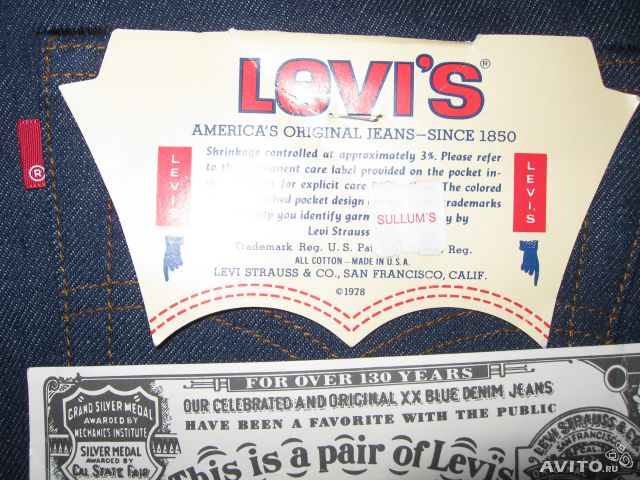 LEVI'S®
AMERICA'S ORIGINAL JEANS—SINCE 1850
Shrinkage controlled at approximately 3%. Please refer
to the permanent care label provided on the pocket in-
for explicit care The colored
pocket design trademarks
help you identify by
Levi Strauss
Trademark Reg. U.S. Pat. Reg.
ALL COTTON—MADE IN U.S.A.
LEVI STRAUSS & CO., SAN FRANCISCO, CALIF.
©1978
SULLUM'S
LEVI'S
LEVI'S
®
FOR OVER 130 YEARS
OUR CELEBRATED AND ORIGINAL XX BLUE DENIM JEANS
HAVE BEEN A FAVORITE WITH THE PUBLIC
This is a pair of Levi's
GRAND SILVER MEDAL
AWARDED BY
MECHANICS INSTITUTE
SILVER MEDAL
AWARDED BY
CAL. STATE FAIR
LEVI STRAUSS &
SAN FRANCISCO
CAL.
AVITO.ru